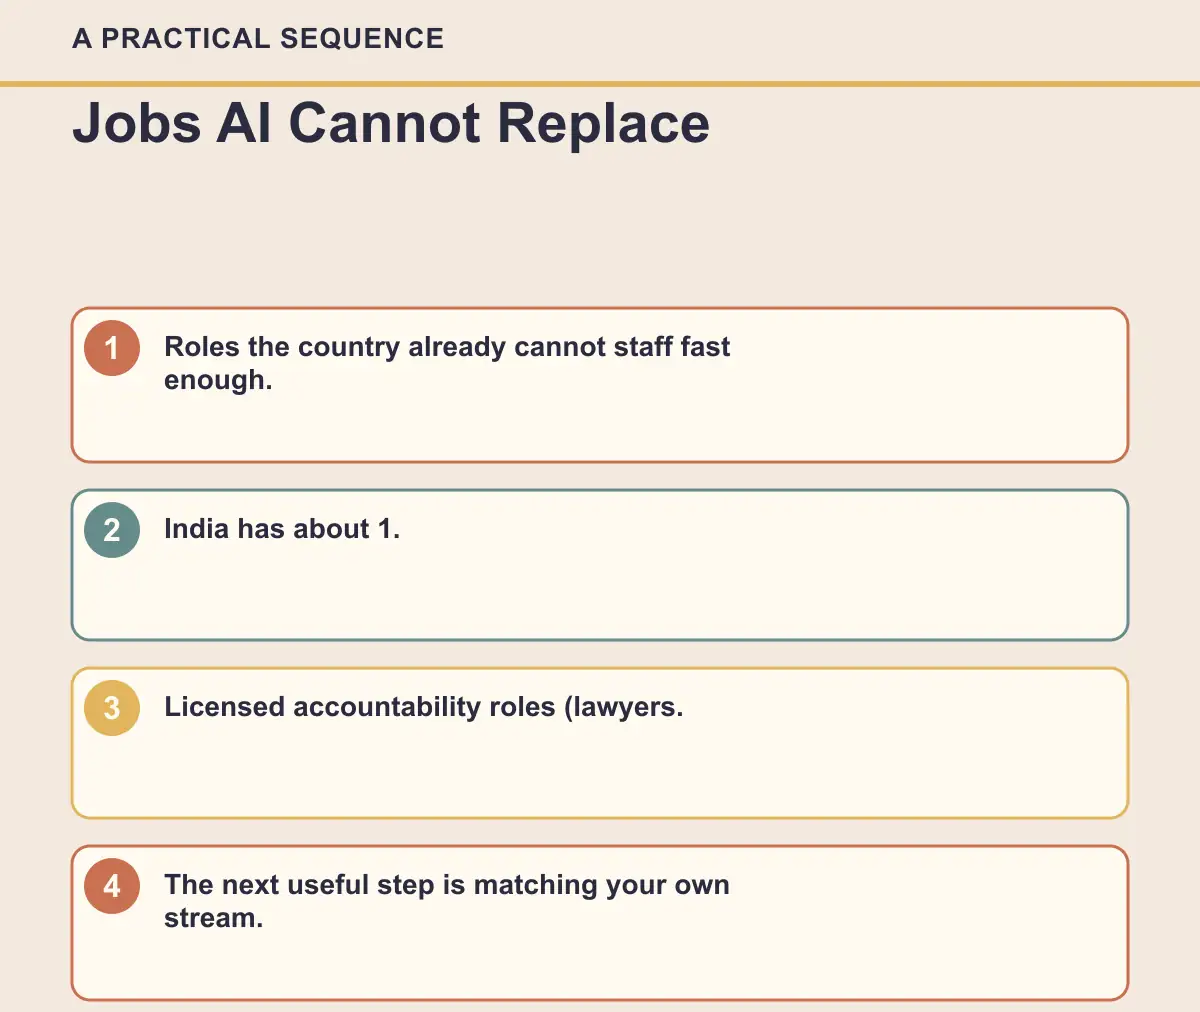 A PRACTICAL SEQUENCE
Jobs AI Cannot Replace
1
Roles the country already cannot staff fast
enough.
2
India has about 1.
3
Licensed accountability roles (lawyers.
4
The next useful step is matching your own
stream.